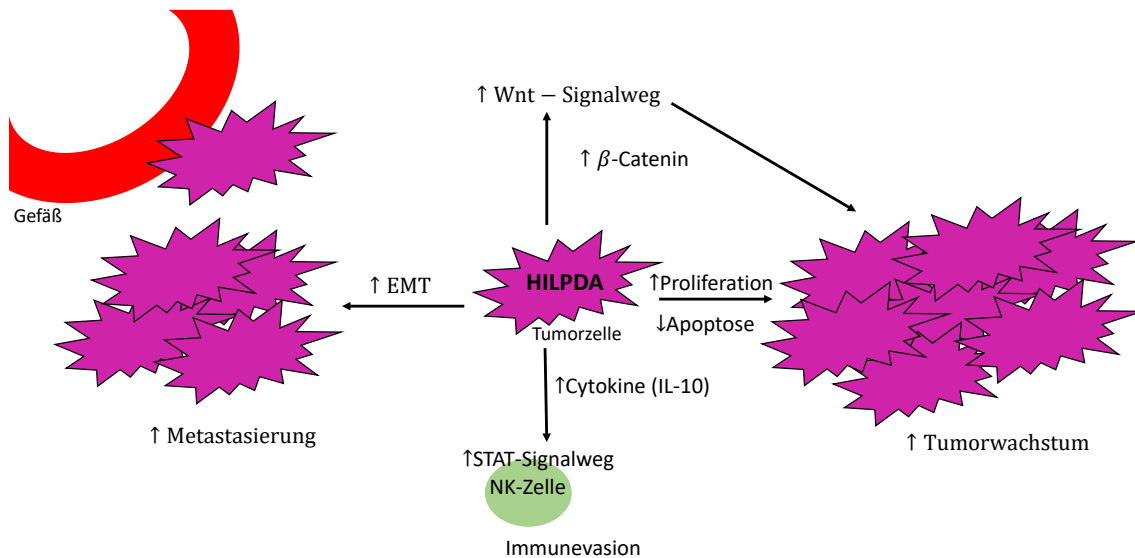 ↑ Wnt − Signalweg
↑ β-Catenin
Gefäß
HILPDA
Tumorzelle
↑ EMT
↑Proliferation
↓Apoptose
↑Cytokine (IL-10)
↑ Metastasierung
↑ Tumorwachstum
↑STAT-Signalweg
NK-Zelle
Immunevasion